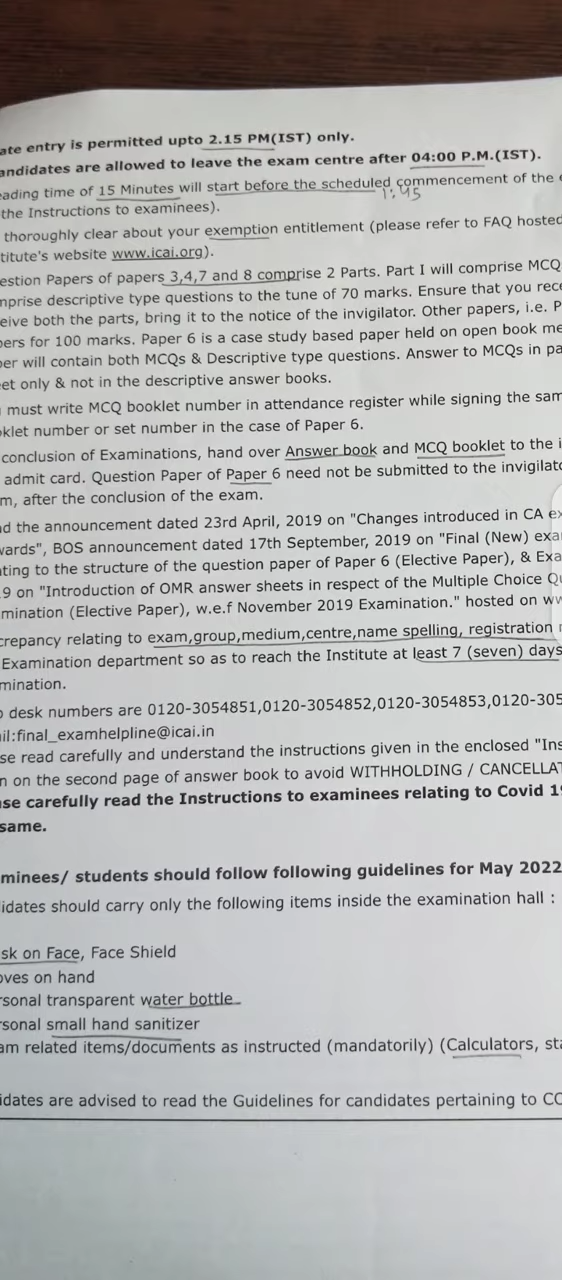 ate entry is permitted upto 2.15 PM(IST) only.
andidates are allowed to leave the exam centre after 04:00 P.M.(IST).
eading time of 15 Minutes will start before the scheduled commencement of the
1:45
the Instructions to examinees).
thoroughly clear about your exemption entitlement (please refer to FAQ hosted
titute's website www.icai.org).
estion Papers of papers 3,4,7 and 8 comprise 2 Parts. Part I will comprise MCQ
mprise descriptive type questions to the tune of 70 marks. Ensure that you rece
eive both the parts, bring it to the notice of the invigilator. Other papers, i.e. P
pers for 100 marks. Paper 6 is a case study based paper held on open book me
per will contain both MCQs & Descriptive type questions. Answer to MCQs in pa
et only & not in the descriptive answer books.
must write MCQ booklet number in attendance register while signing the sam
oklet number or set number in the case of Paper 6.
conclusion of Examinations, hand over Answer book and MCQ booklet to the i
admit card. Question Paper of Paper 6 need not be submitted to the invigilato
m, after the conclusion of the exam.
d the announcement dated 23rd April, 2019 on "Changes introduced in CA ex
wards", BOS announcement dated 17th September, 2019 on "Final (New) exa
ting to the structure of the question paper of Paper 6 (Elective Paper), & Exa
9 on "Introduction of OMR answer sheets in respect of the Multiple Choice Qu
mination (Elective Paper), w.e.f November 2019 Examination." hosted on ww
crepancy relating to exam,group,medium,centre,name spelling, registration
Examination department so as to reach the Institute at least 7 (seven) days
mination.
desk numbers are 0120-3054851,0120-3054852,0120-3054853,0120-305
il:final_examhelpline@icai.in
se read carefully and understand the instructions given in the enclosed "Ins
n on the second page of answer book to avoid WITHHOLDING / CANCELLAT
se carefully read the Instructions to examinees relating to Covid 19
same.
minees/ students should follow following guidelines for May 2022
idates should carry only the following items inside the examination hall :
sk on Face, Face Shield
oves on hand
rsonal transparent water bottle
rsonal small hand sanitizer
am related items/documents as instructed (mandatorily) (Calculators, sta
idates are advised to read the Guidelines for candidates pertaining to CO